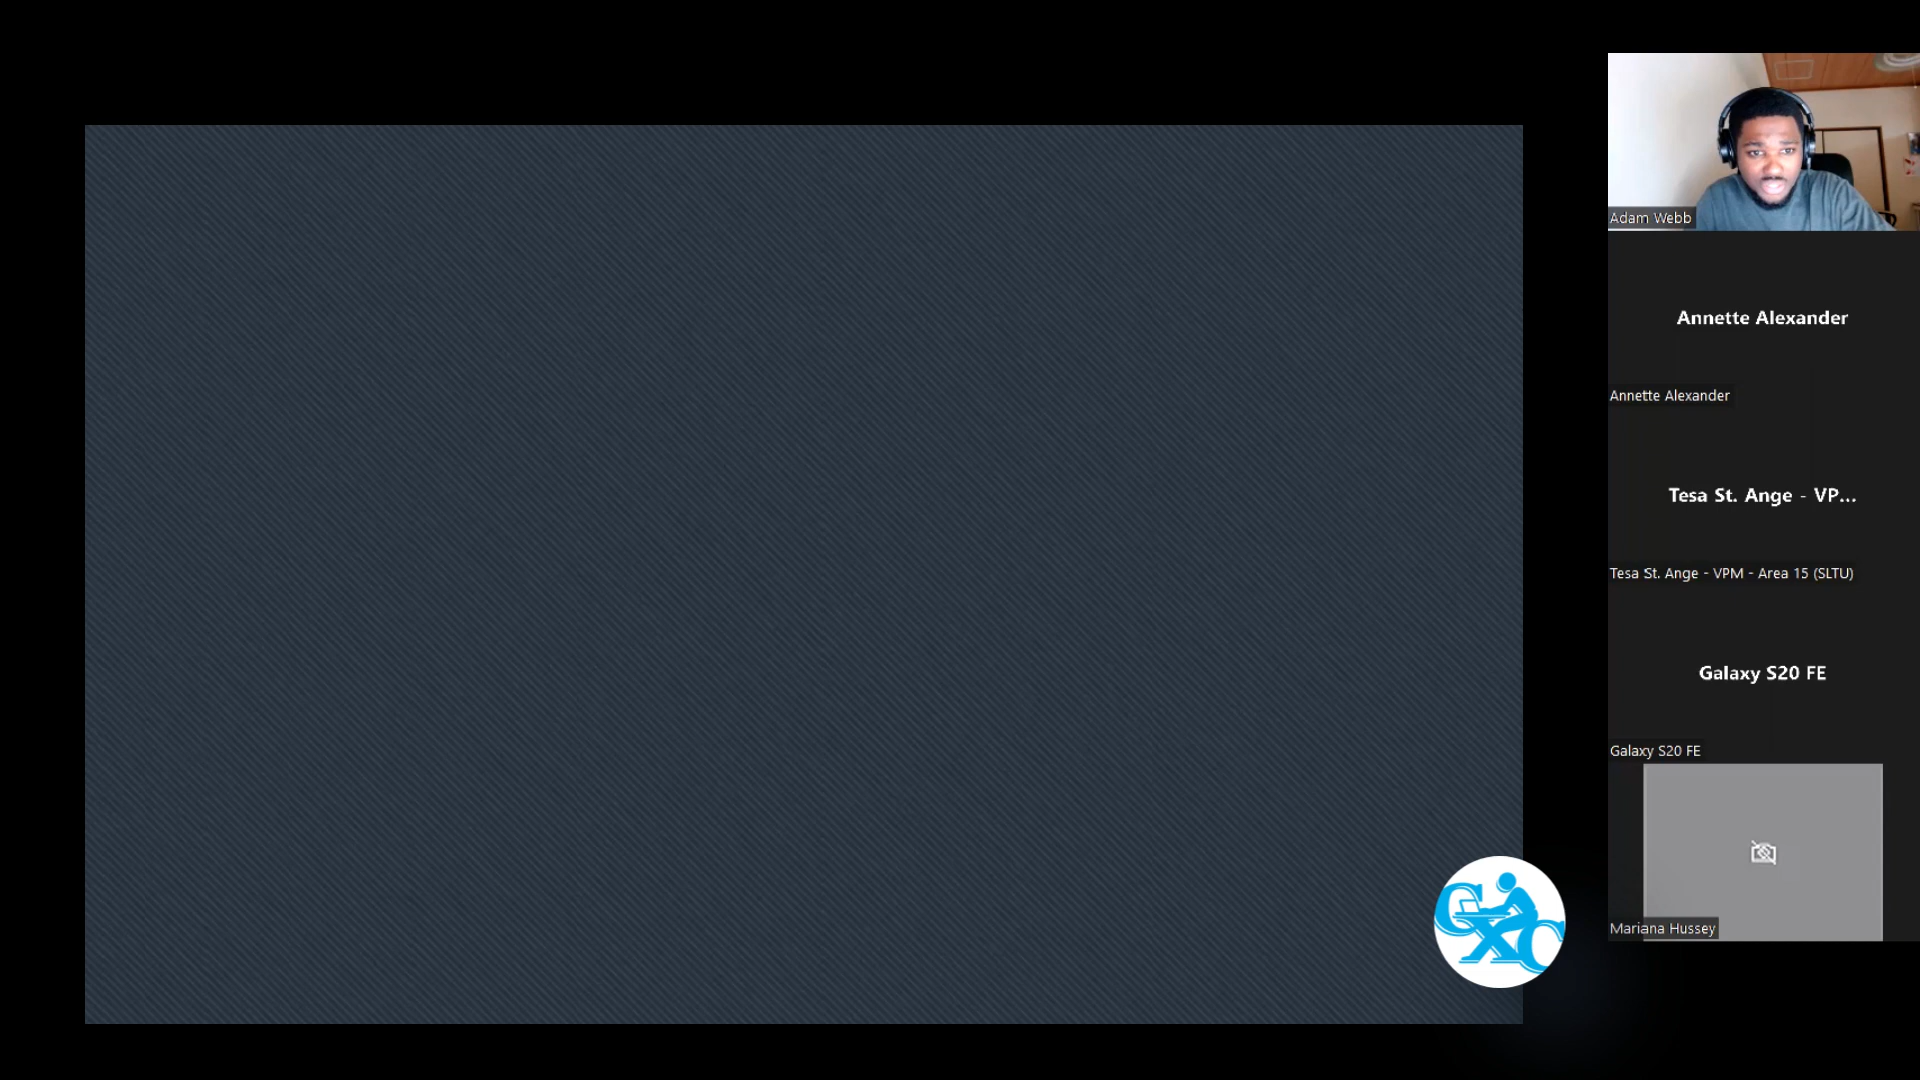 Adam Webb
Annette Alexander
Annette Alexander
Tesa St. Ange - VP...
Tesa St. Ange - VPM - Area 15 (SLTU)
Galaxy S20 FE
Galaxy S20 FE
Mariana Hussey
CXC